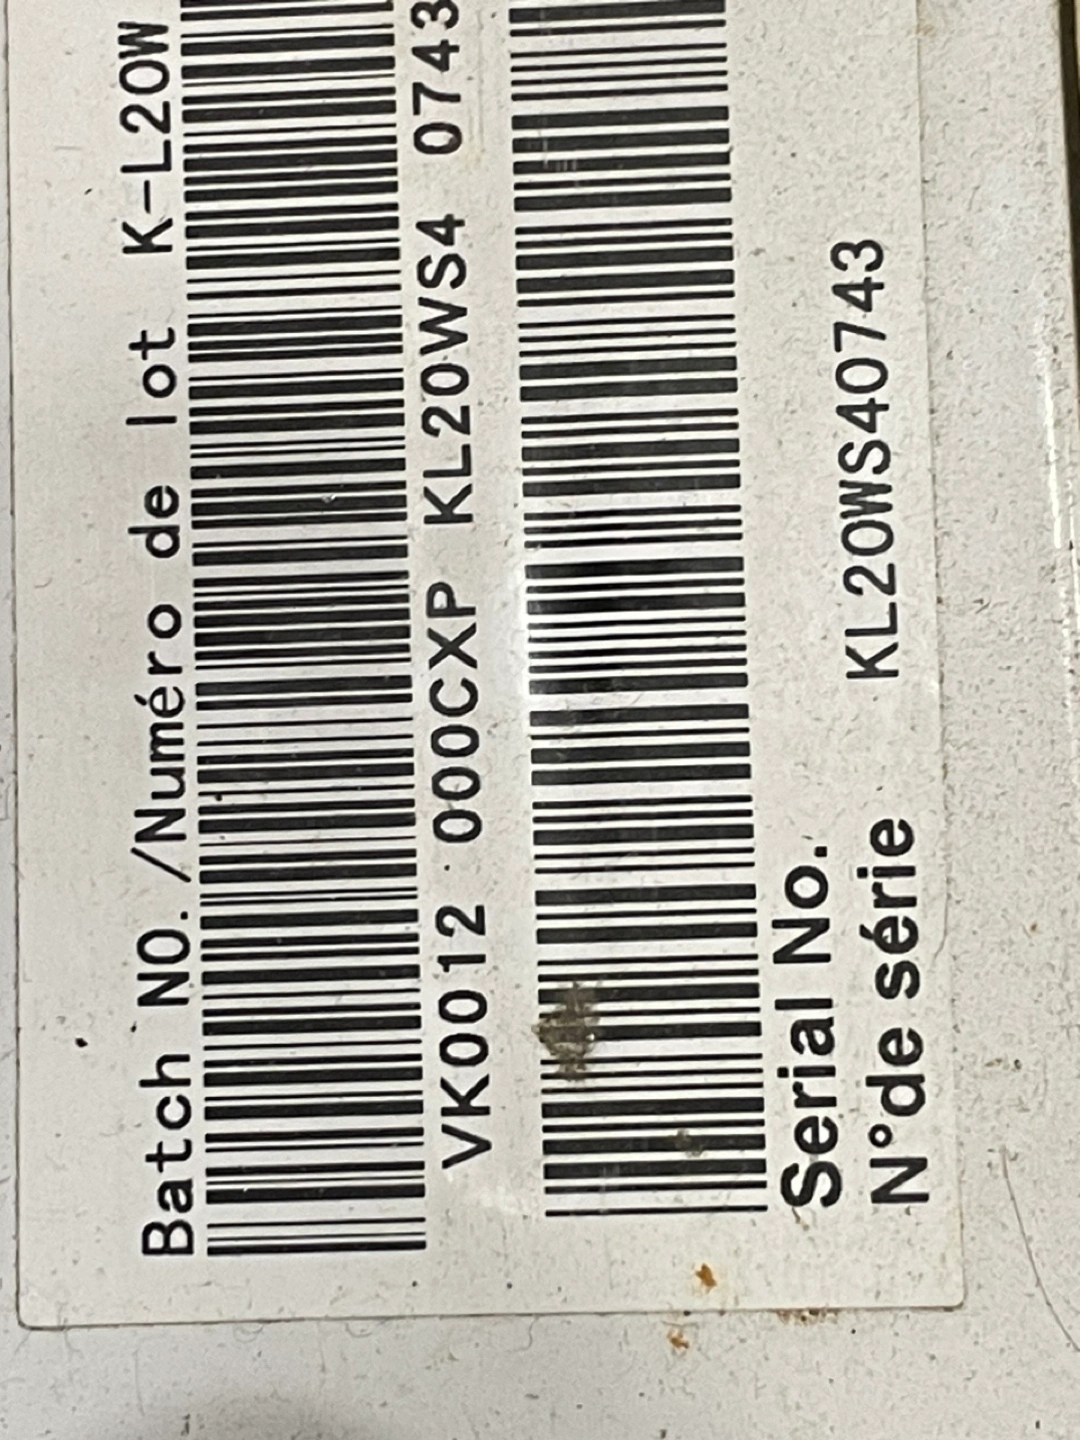 Batch NO./Numéro de lot K-L20W
VK0012 000CXP KL20WS4 0743
Serial No. KL20WS40743
N°de série